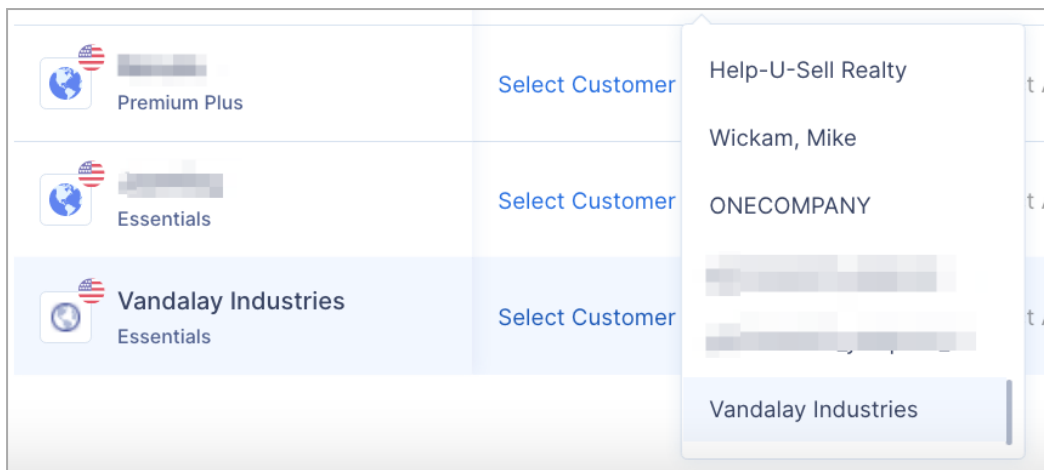 Premium Plus
Select Customer
Essentials
Select Customer
Vandalay Industries
Essentials
Select Customer
Help-U-Sell Realty
Wickam, Mike
ONECOMPANY
Vandalay Industries